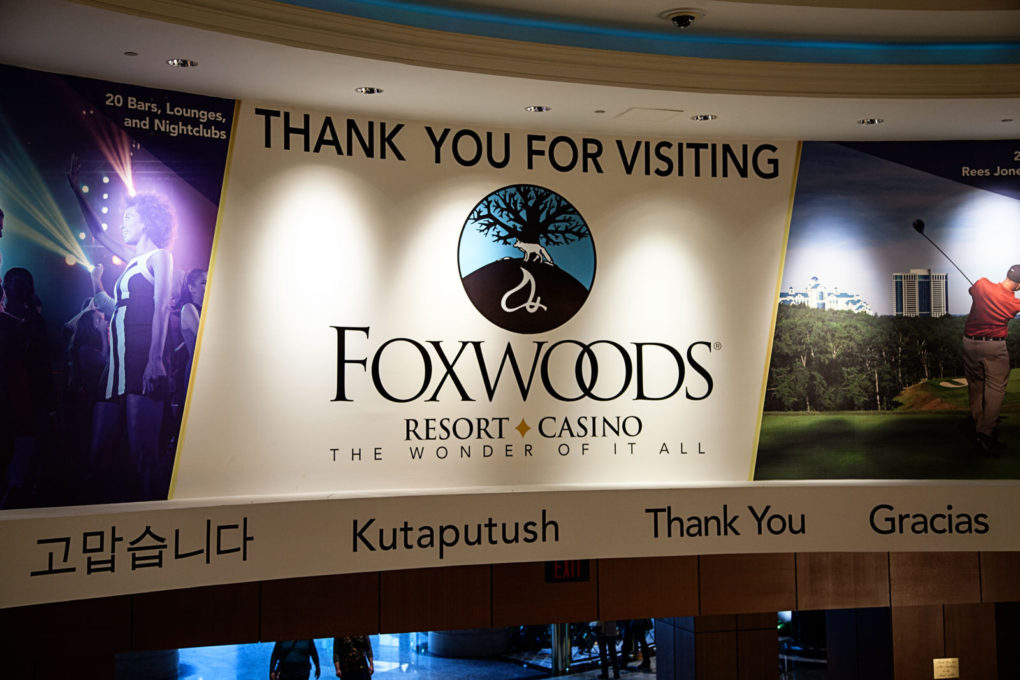 20 Bars, Lounges,
and Nightclubs
THANK YOU FOR VISITING
FOXWOODS®
RESORT CASINO
THE WONDER OF IT ALL
Rees
고맙습니다
Kutaputush
Thank You
Gracias
EXIT